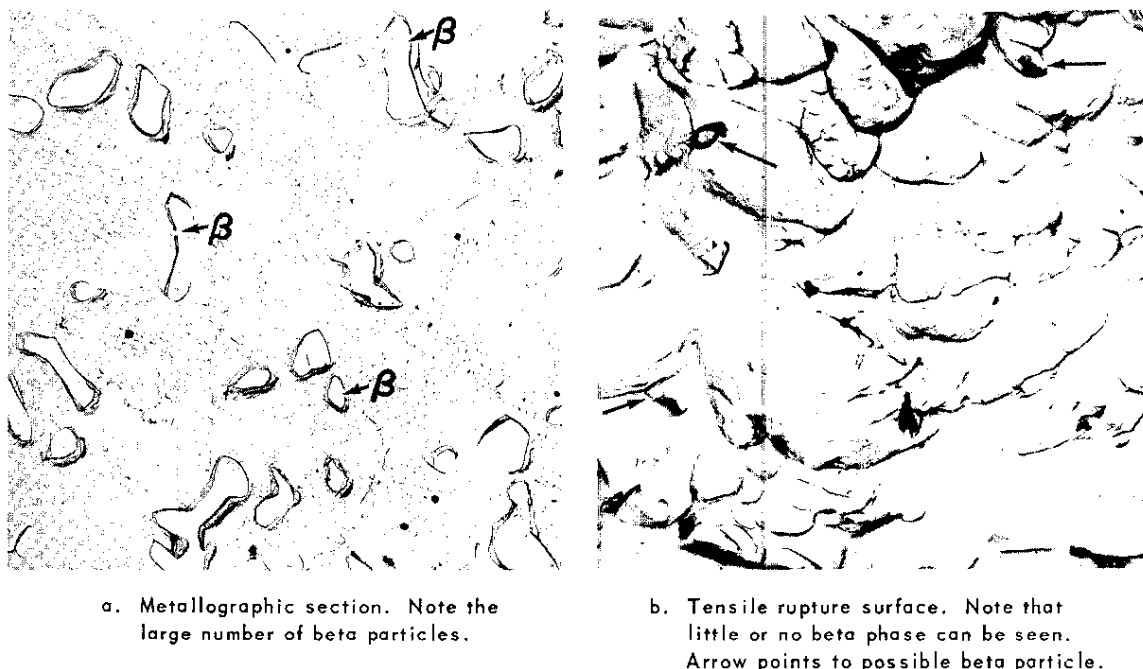 β
β
β
a. Metallographic section. Note the
large number of beta particles.
b. Tensile rupture surface. Note that
little or no beta phase can be seen.
Arrow points to possible beta particle.